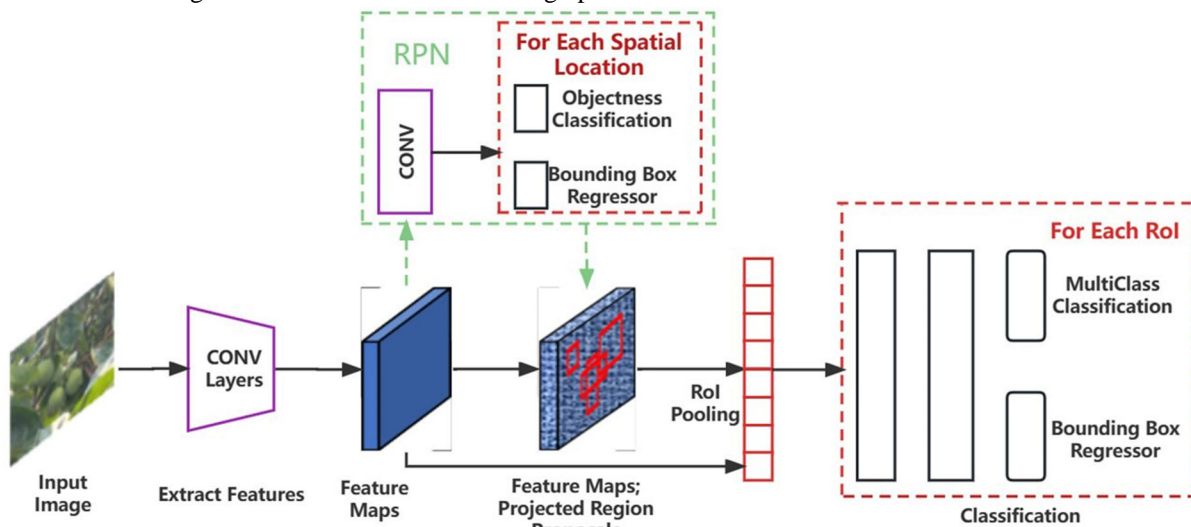 RPN
For Each Spatial
Location
CONV
Objectness
Classification
Bounding Box
Regressor
For Each RoI
MultiClass
Classification
Bounding Box
Regressor
CONV
Layers
RoI
Pooling
Input
Image
Extract Features
Feature
Maps
Feature Maps;
Projected Region
Proposals
Classification